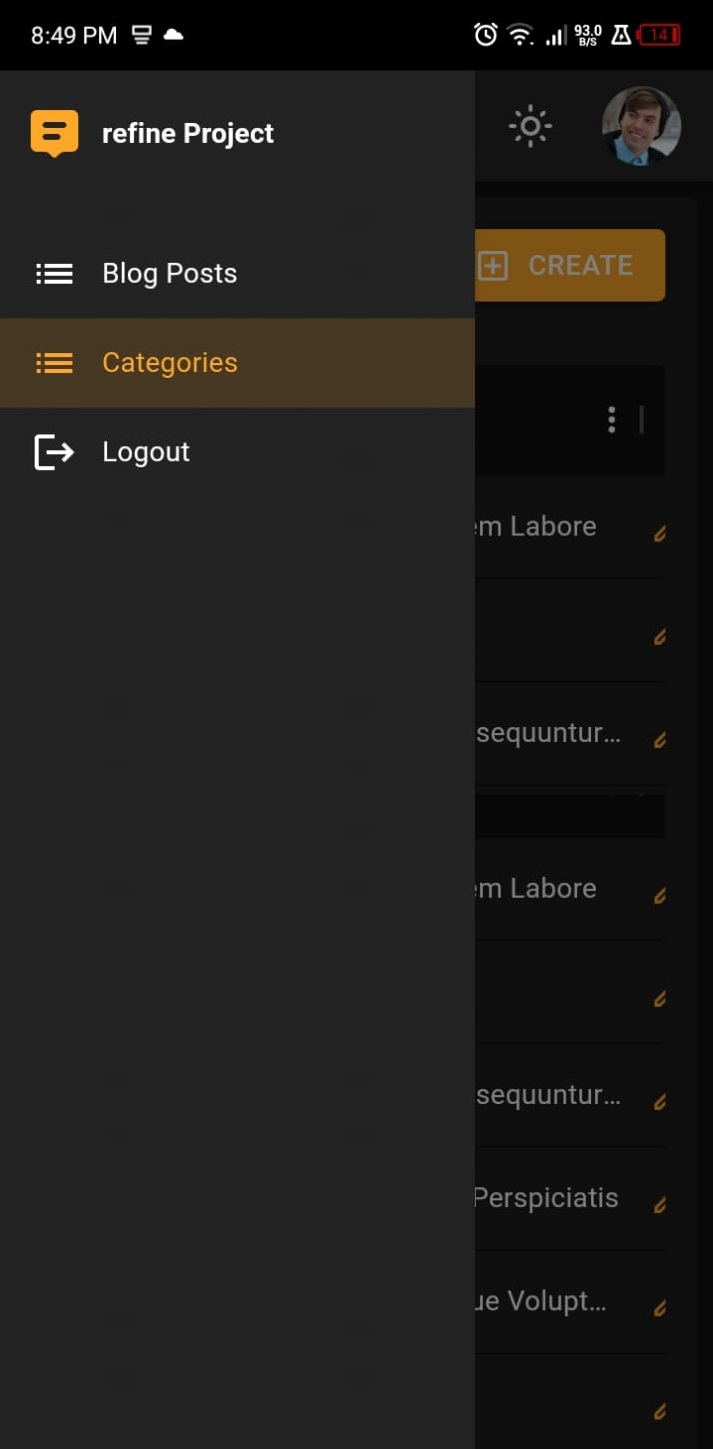 8:49 PM
93.0
B/S
14
refine Project
Blog Posts
CREATE
Categories
Logout
em Labore
sequuntur...
em Labore
sequuntur...
Perspiciatis
ue Volupt...